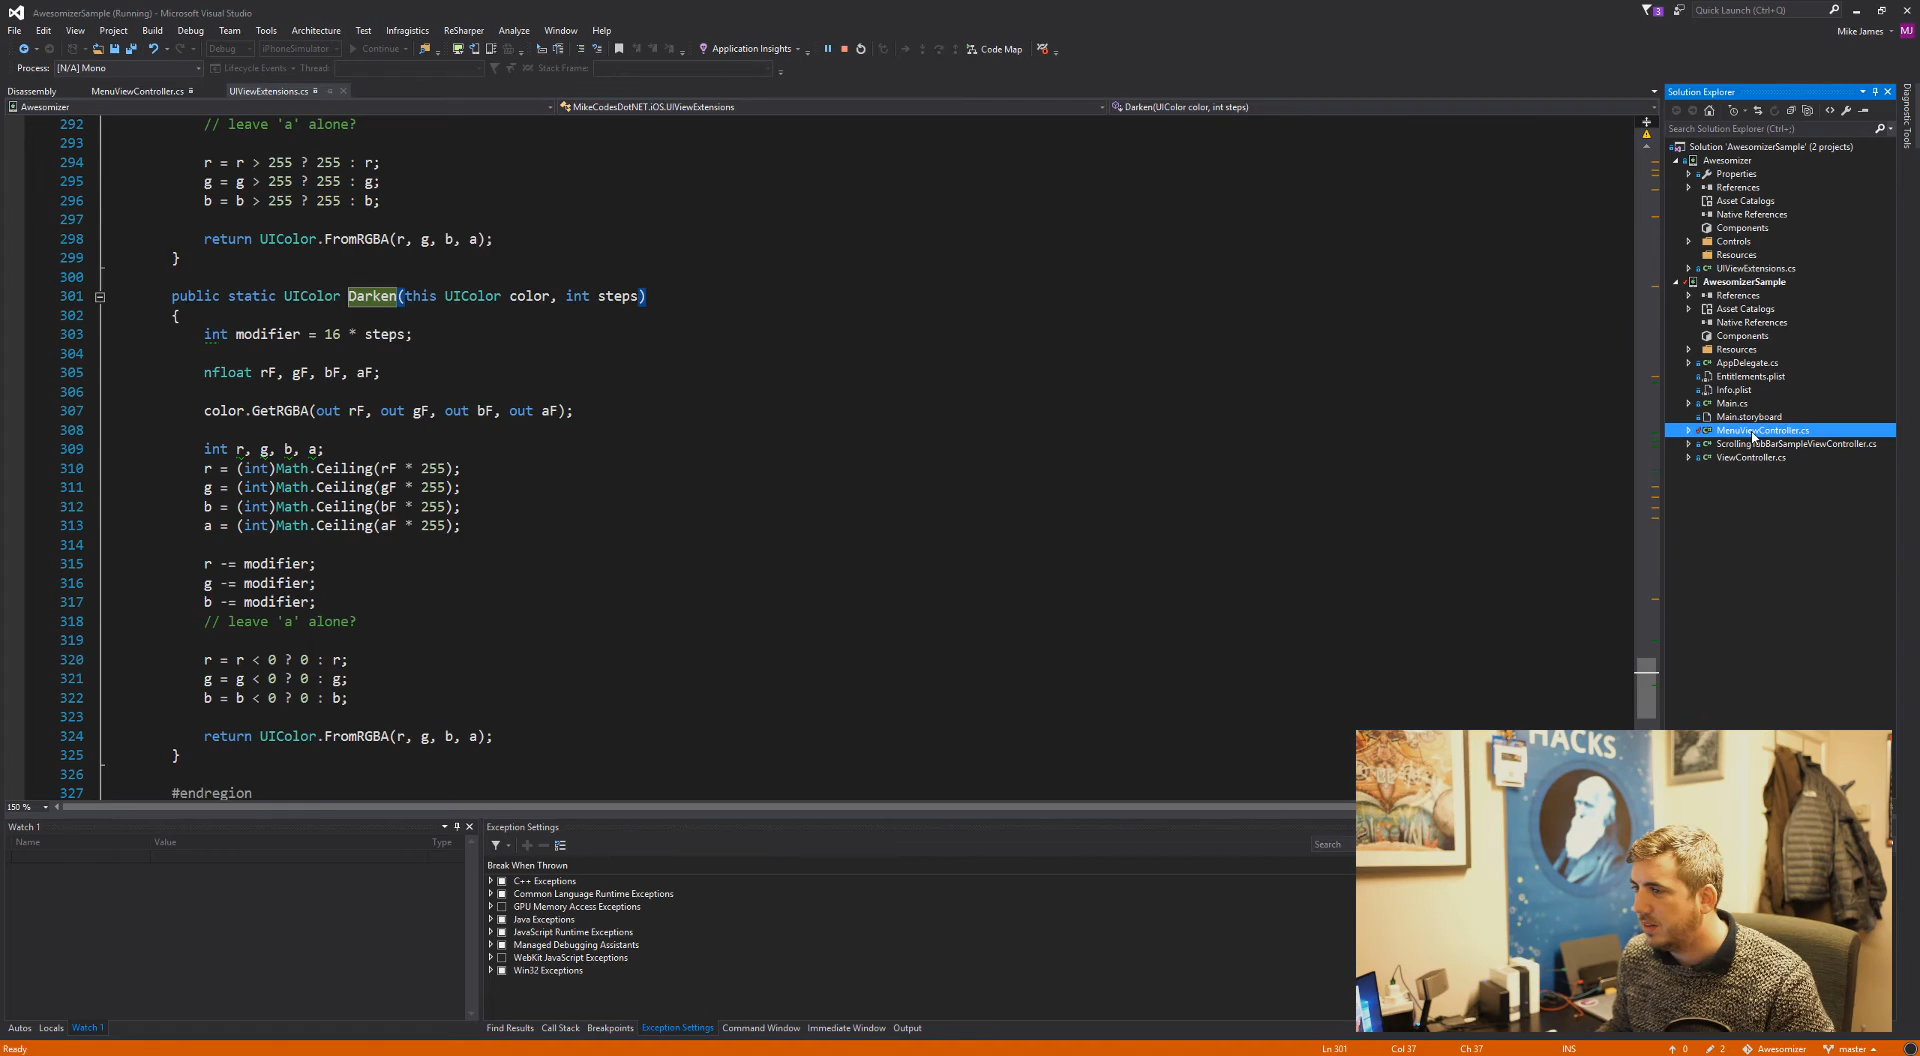 AwesomizerSample (Running) - Microsoft Visual Studio
3
Quick Launch (Ctrl+Q)
File Edit View Project Build Debug Team Tools Architecture Test Infragistics ReSharper Analyze Window Help
Mike James
MJ
Debug iPhoneSimulator Continue Application Insights Code Map
Process: [N/A] Mono Lifecycle Events Thread: Stack Frame:
Disassembly MenuViewController.cs UIViewExtensions.cs
Awesomizer MikeCodesDotNET.iOS.UIViewExtensions Darken(UIColor color, int steps)
292 // leave 'a' alone?
293
294 r = r > 255 ? 255 : r;
295 g = g > 255 ? 255 : g;
296 b = b > 255 ? 255 : b;
297
298 return UIColor.FromRGBA(r, g, b, a);
299 }
300
301 public static UIColor Darken(this UIColor color, int steps)
302 {
303 int modifier = 16 * steps;
304
305 nfloat rF, gF, bF, aF;
306
307 color.GetRGBA(out rF, out gF, out bF, out aF);
308
309 int r, g, b, a;
310 r = (int)Math.Ceiling(rF * 255);
311 g = (int)Math.Ceiling(gF * 255);
312 b = (int)Math.Ceiling(bF * 255);
313 a = (int)Math.Ceiling(aF * 255);
314
315 r -= modifier;
316 g -= modifier;
317 b -= modifier;
318 // leave 'a' alone?
319
320 r = r < 0 ? 0 : r;
321 g = g < 0 ? 0 : g;
322 b = b < 0 ? 0 : b;
323
324 return UIColor.FromRGBA(r, g, b, a);
325 }
326
327 #endregion
150 %
Solution Explorer
Search Solution Explorer (Ctrl+;)
Solution 'AwesomizerSample' (2 projects)
Awesomizer
Properties
References
Asset Catalogs
Native References
Components
Controls
Resources
UIViewExtensions.cs
AwesomizerSample
References
Asset Catalogs
Native References
Components
Resources
AppDelegate.cs
Entitlements.plist
Info.plist
Main.cs
Main.storyboard
MenuViewController.cs
ScrollingTabBarSampleViewController.cs
ViewController.cs
Diagnostic Tools
Watch 1
Name Value Type
Autos Locals Watch 1
Exception Settings
Search
Break When Thrown
C++ Exceptions
Common Language Runtime Exceptions
GPU Memory Access Exceptions
Java Exceptions
JavaScript Runtime Exceptions
Managed Debugging Assistants
WebKit JavaScript Exceptions
Win32 Exceptions
Find Results Call Stack Breakpoints Exception Settings Command Window Immediate Window Output
HACKS
Ready Ln 301 Col 37 Ch 37 INS 0 2 Awesomizer master